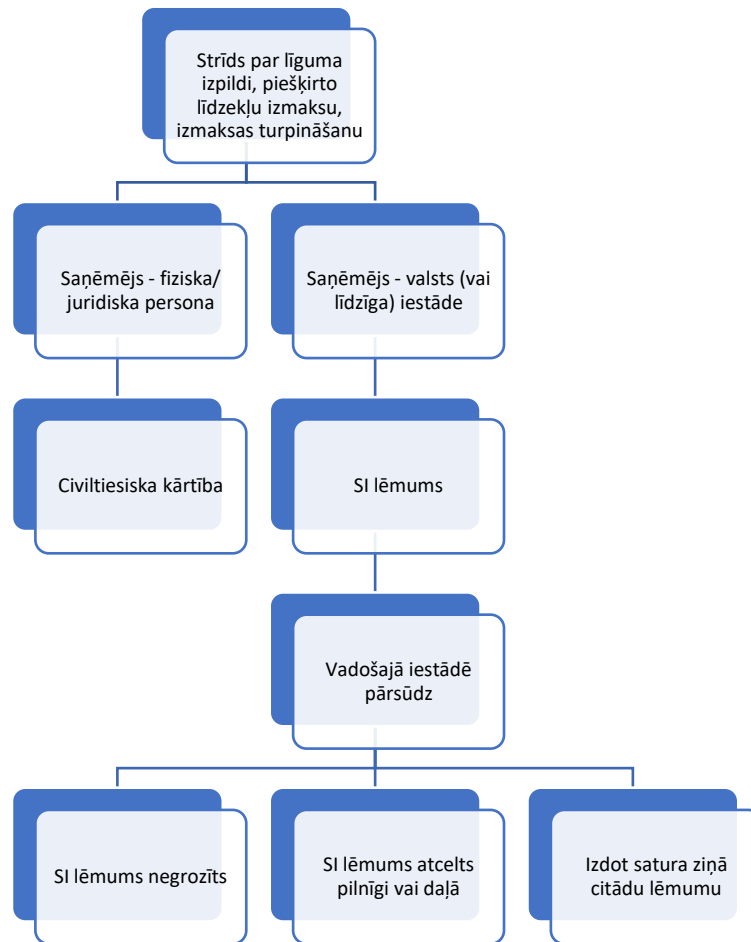 Strīds par līguma
izpildi, piešķirto
līdzekļu izmaksu,
izmaksas turpināšanu
Saņēmējs - fiziska/
juridiska persona
Saņēmējs - valsts (vai
līdzīga) iestāde
Civiltiesiska kārtība
SI lēmums
Vadošajā iestādē
pārsūdz
SI lēmums negrozīts
SI lēmums atcelts
pilnīgi vai daļā
Izdot satura ziņā
citādu lēmumu